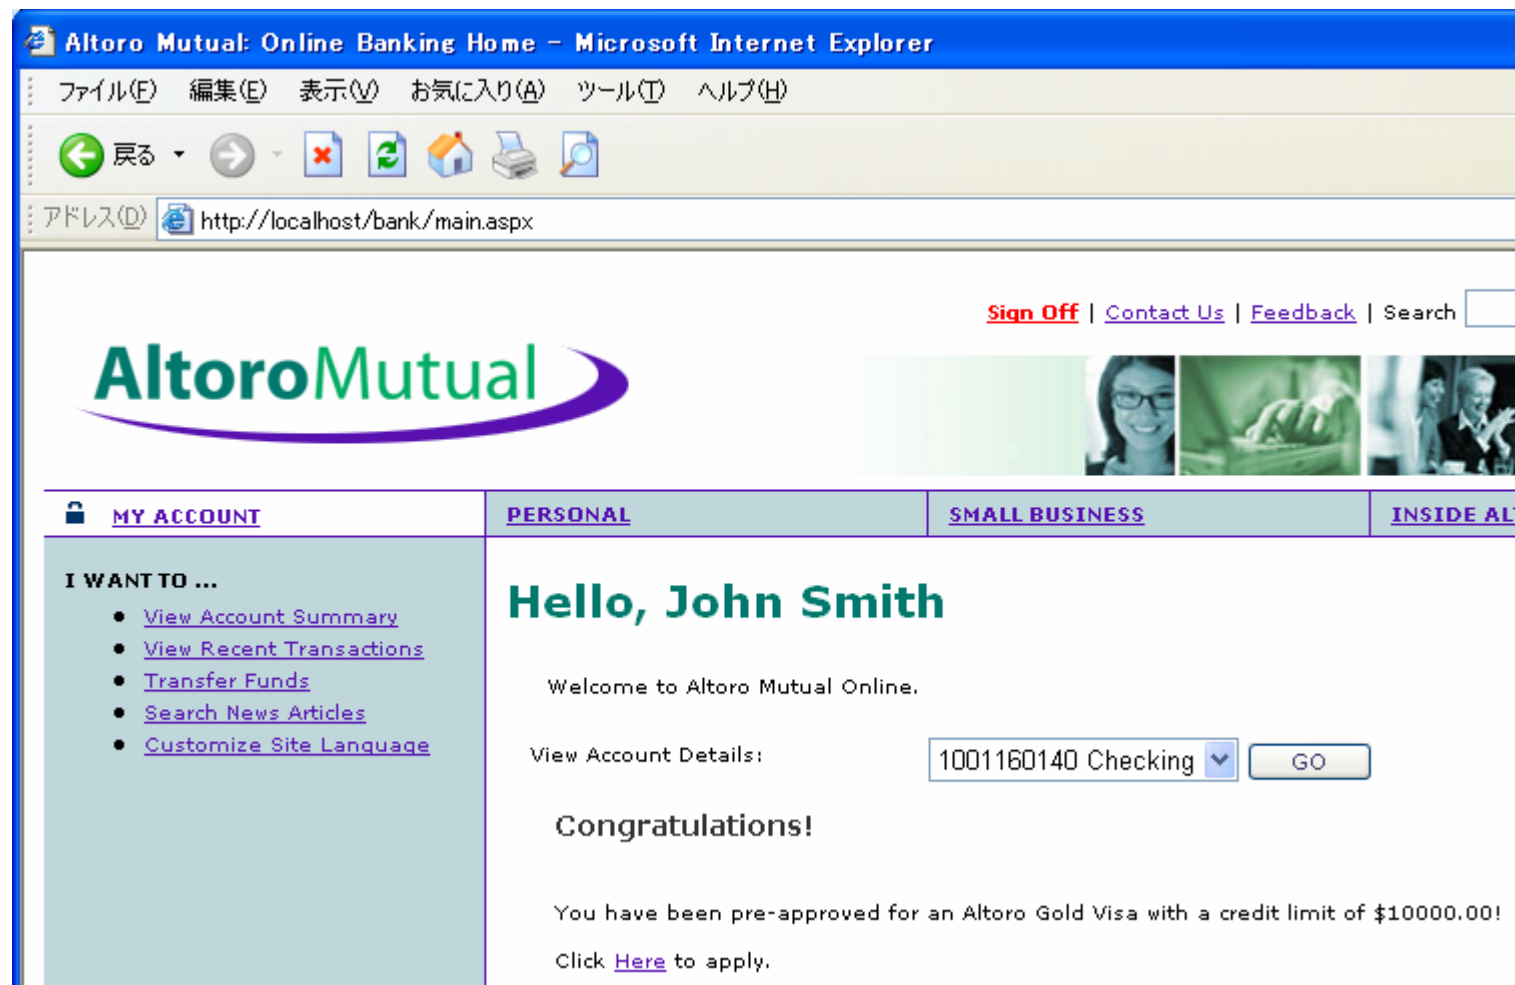 Altoro Mutual: Online Banking Home - Microsoft Internet Explorer
ファイル(F) 編集(E) 表示(V) お気に入り(A) ツール(T) ヘルプ(H)
戻る
アドレス(D) http://localhost/bank/main.aspx
Sign Off | Contact Us | Feedback | Search
AltoroMutual
MY ACCOUNT PERSONAL SMALL BUSINESS INSIDE
I WANT TO ...
View Account Summary
View Recent Transactions
Transfer Funds
Search News Articles
Customize Site Language
Hello, John Smith
Welcome to Altoro Mutual Online.
View Account Details: 1001160140 Checking GO
Congratulations!
You have been pre-approved for an Altoro Gold Visa with a credit limit of $10000.00!
Click Here to apply.